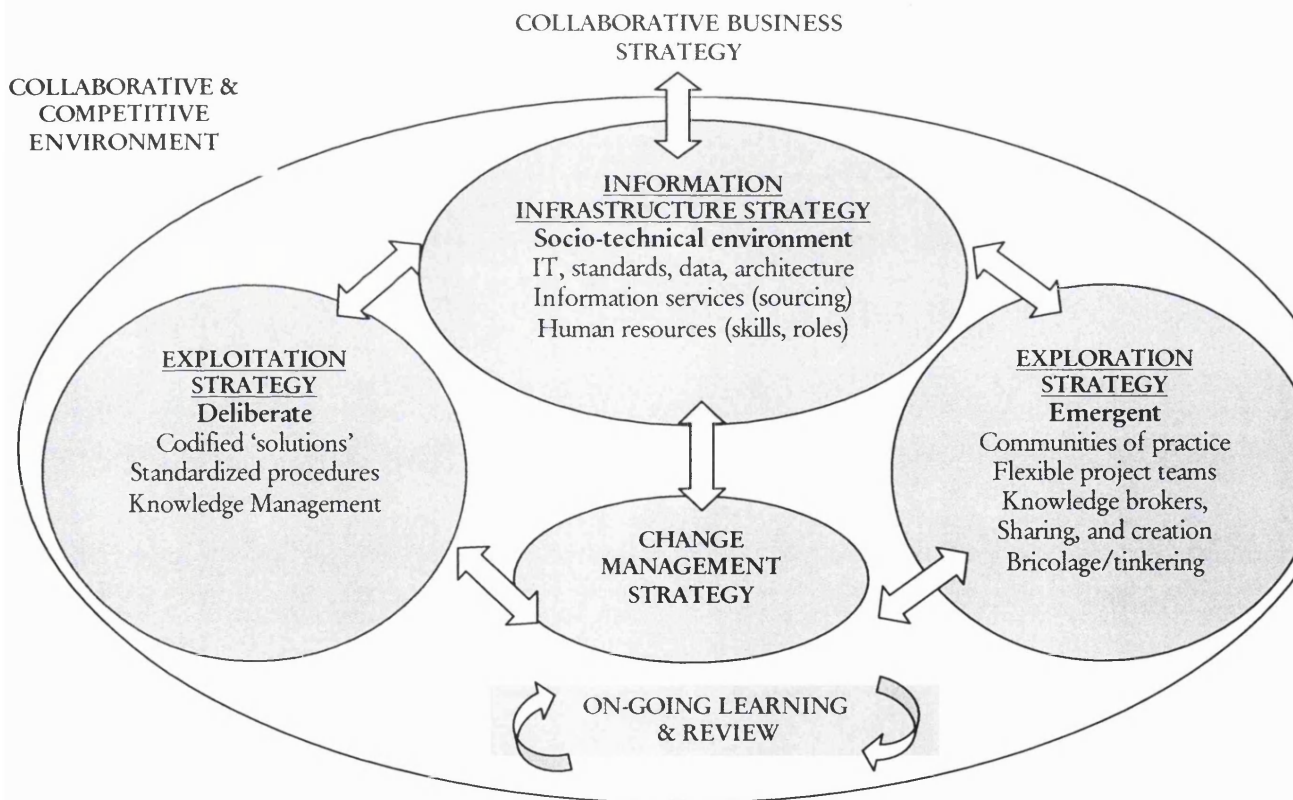 COLLABORATIVE BUSINESS
STRATEGY
COLLABORATIVE &
COMPETITIVE
ENVIRONMENT
INFORMATION
INFRASTRUCTURE STRATEGY
Socio-technical environment
IT, standards, data, architecture
Information services (sourcing)
Human resources (skills, roles)
EXPLOITATION
STRATEGY
Deliberate
Codified ‘solutions’
Standardized procedures
Knowledge Management
EXPLORATION
STRATEGY
Emergent
Communities of practice
Flexible project teams
Knowledge brokers,
Sharing, and creation
Bricolage/tinkering
CHANGE
MANAGEMENT
STRATEGY
ON-GOING LEARNING
& REVIEW